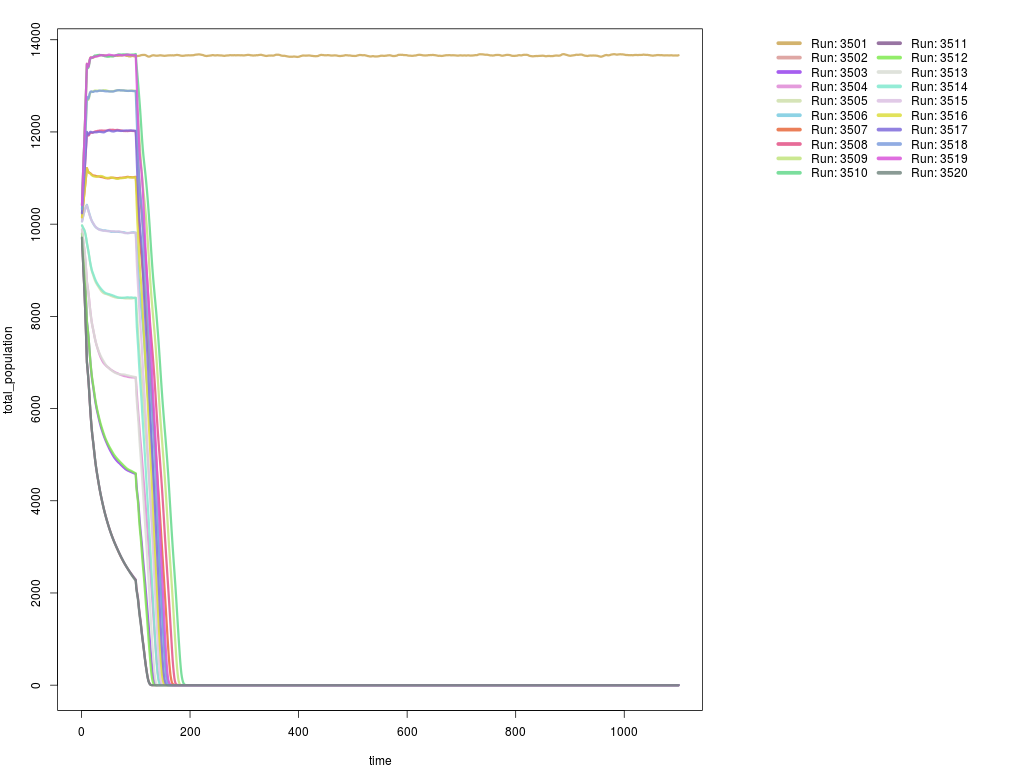 14000
12000
10000
8000
6000
4000
2000
0
total_population
0 200 400 600 800 1000
time
Run: 3501 Run: 3511
Run: 3502 Run: 3512
Run: 3503 Run: 3513
Run: 3504 Run: 3514
Run: 3505 Run: 3515
Run: 3506 Run: 3516
Run: 3507 Run: 3517
Run: 3508 Run: 3518
Run: 3509 Run: 3519
Run: 3510 Run: 3520